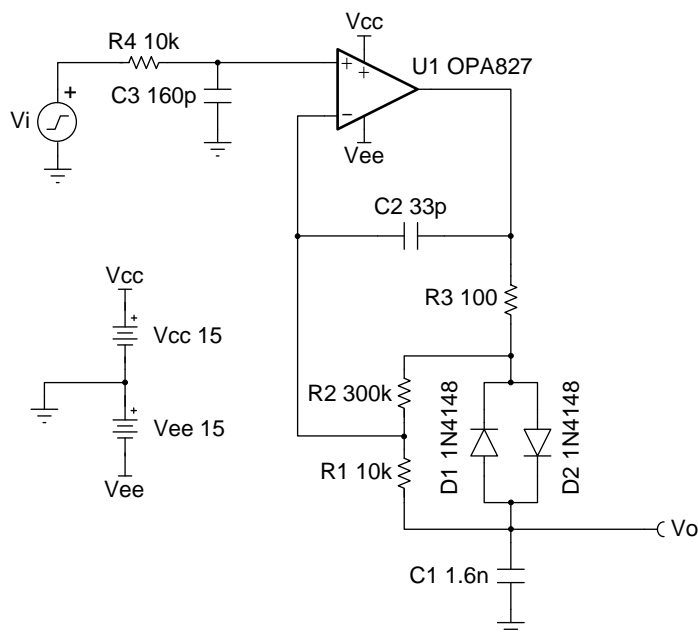 Vcc
R4 10k
U1 OPA827
+
+
+
C3 160p
Vi
−
Vee
C2 33p
Vcc
R3 100
+
Vcc 15
R2 300k
D1 1N4148
D2 1N4148
+
Vee 15
R1 10k
Vee
Vo
C1 1.6n